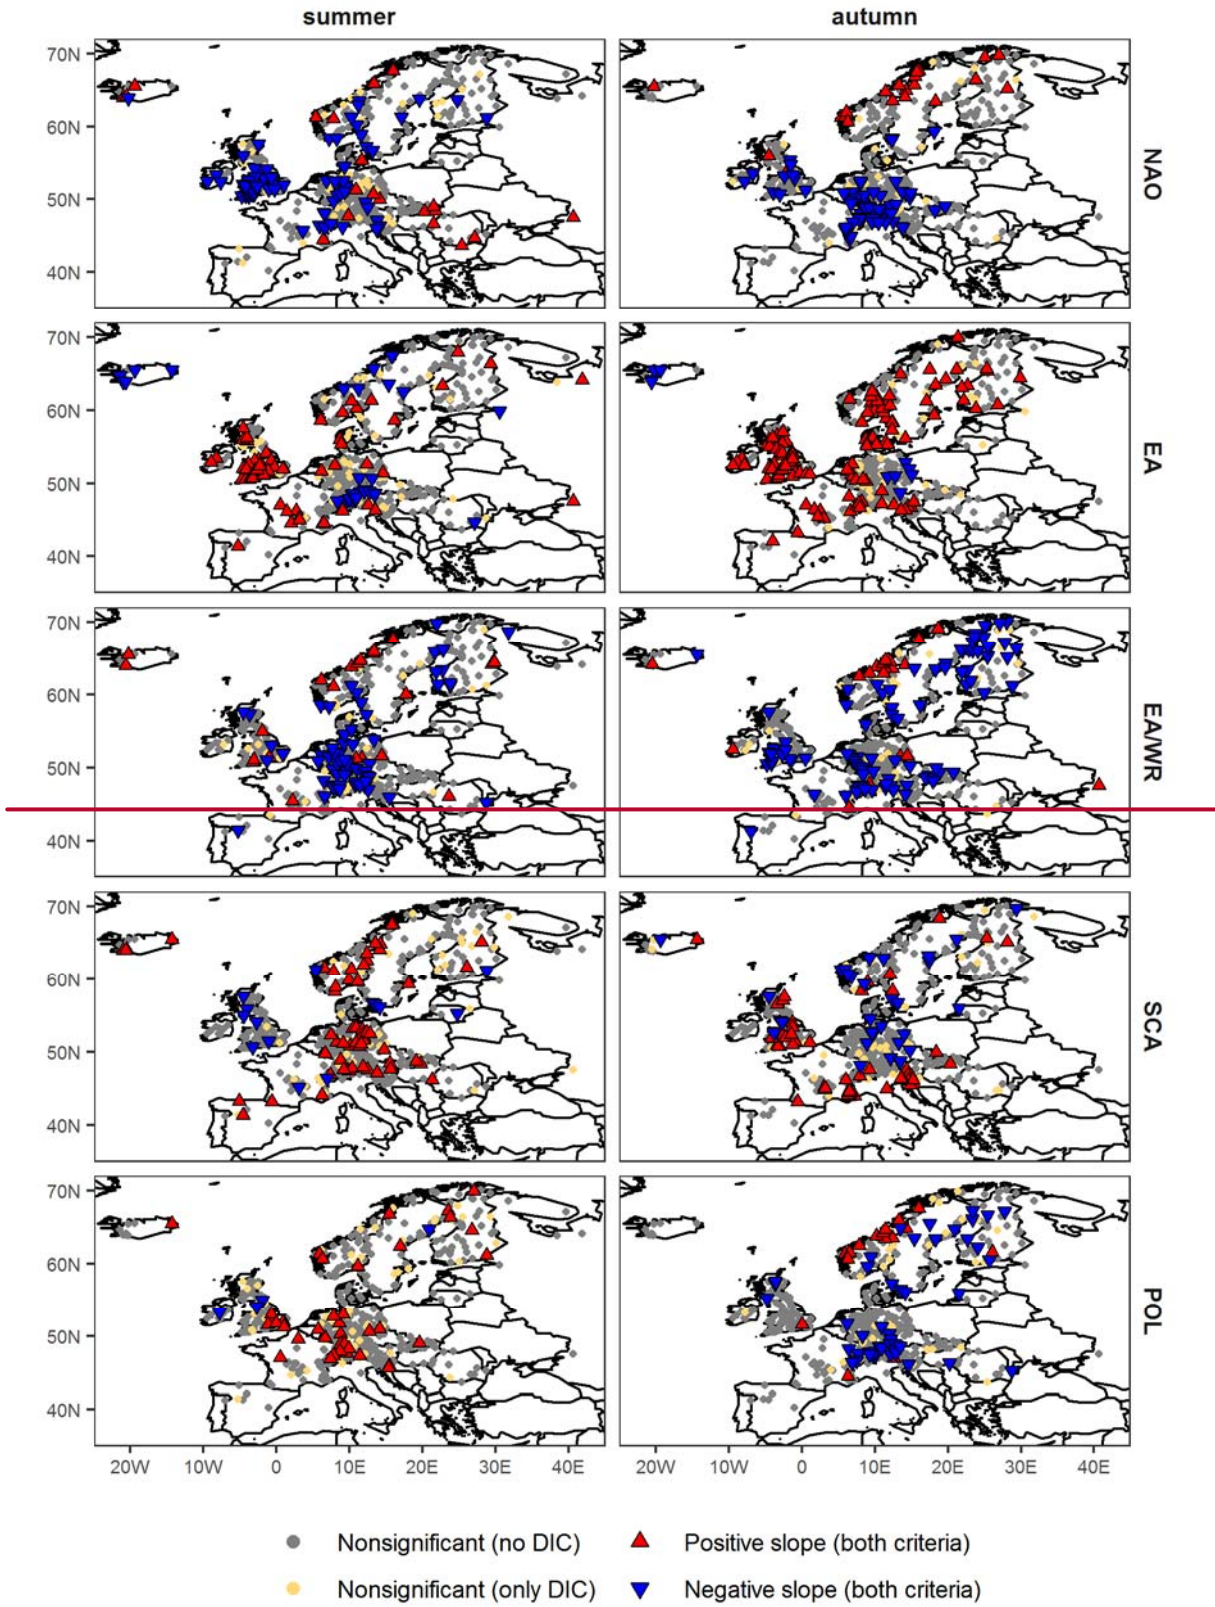 summer autumn
70N
60N
50N
40N
NAO
70N
60N
50N
40N
EA
70N
60N
50N
40N
EA/WR
70N
60N
50N
40N
SCA
70N
60N
50N
40N
POL
20W 10W 0 10E 20E 30E 40E 20W 10W 0 10E 20E 30E 40E
Nonsignificant (no DIC) Positive slope (both criteria)
Nonsignificant (only DIC) Negative slope (both criteria)